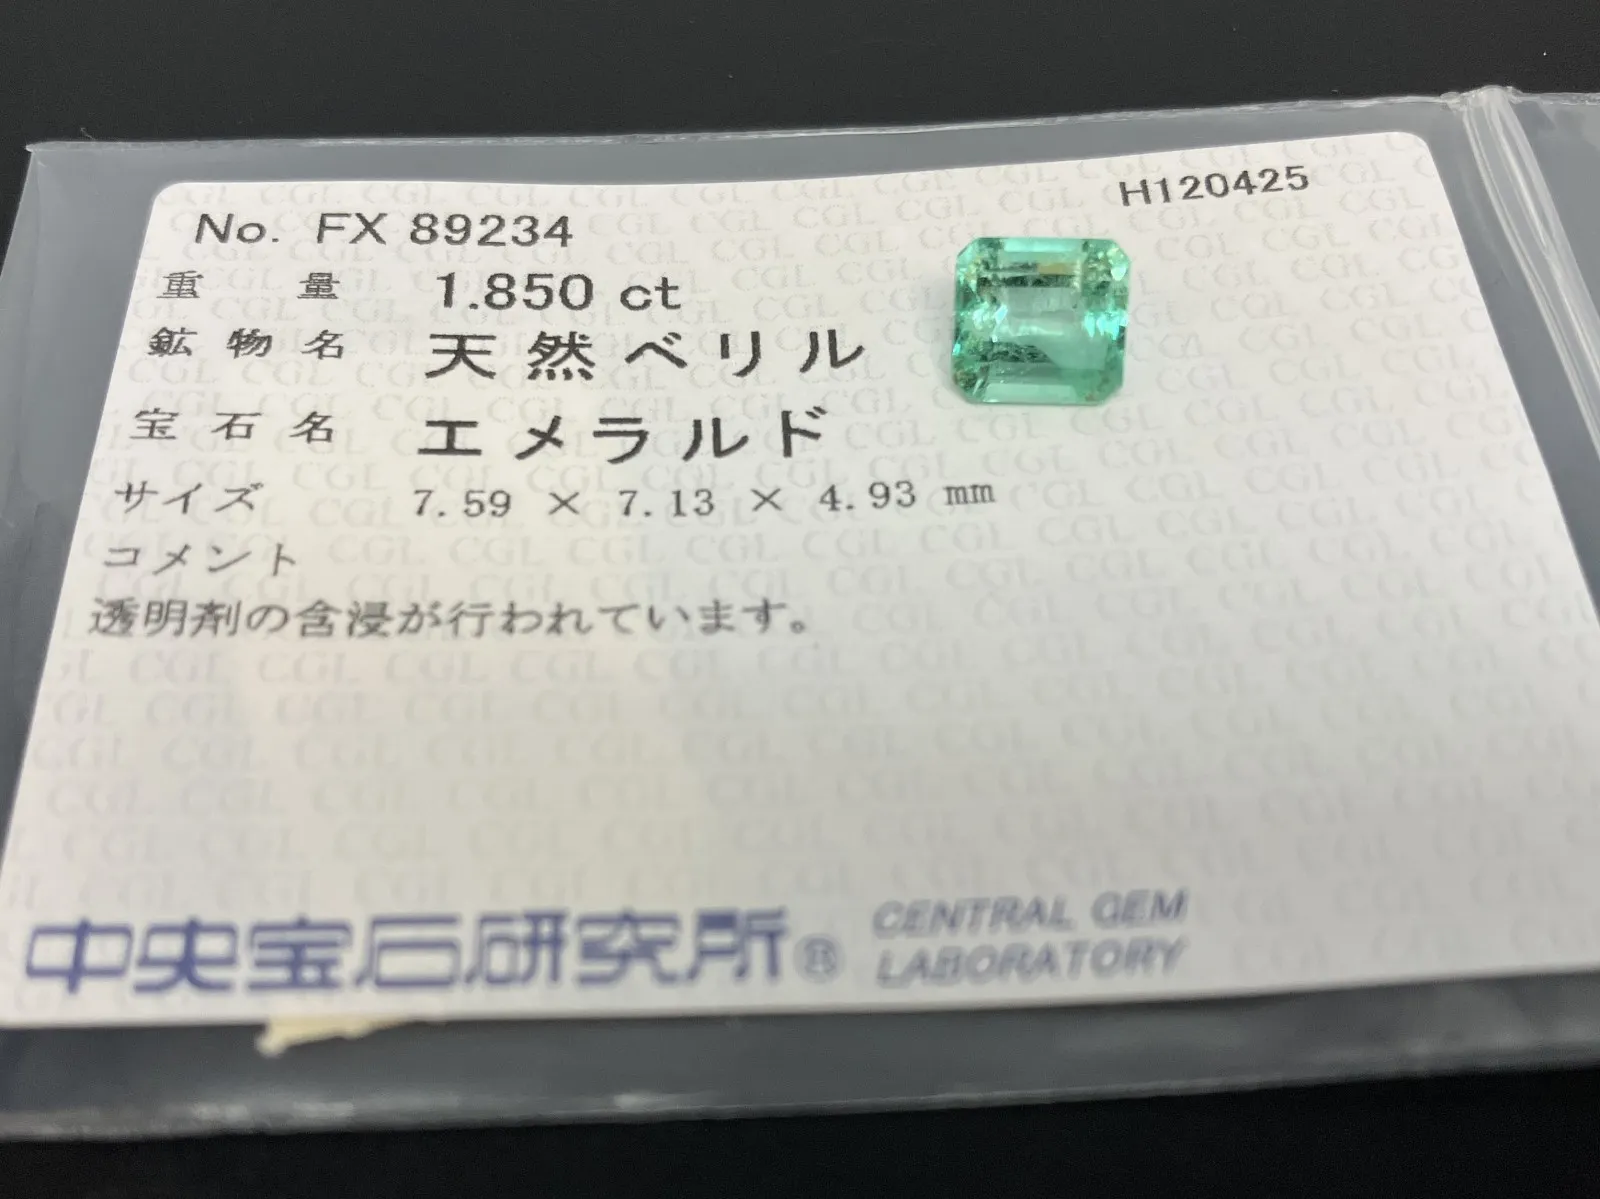 H120425
No. FX 89234
重量 1.850 ct
鉱物名 天然ベリル
宝石名 エメラルド
サイズ 7.59 × 7.13 × 4.93 mm
コメント
透明剤の含浸が行われています。
中央宝石研究所® CENTRAL GEM
LABORATORY